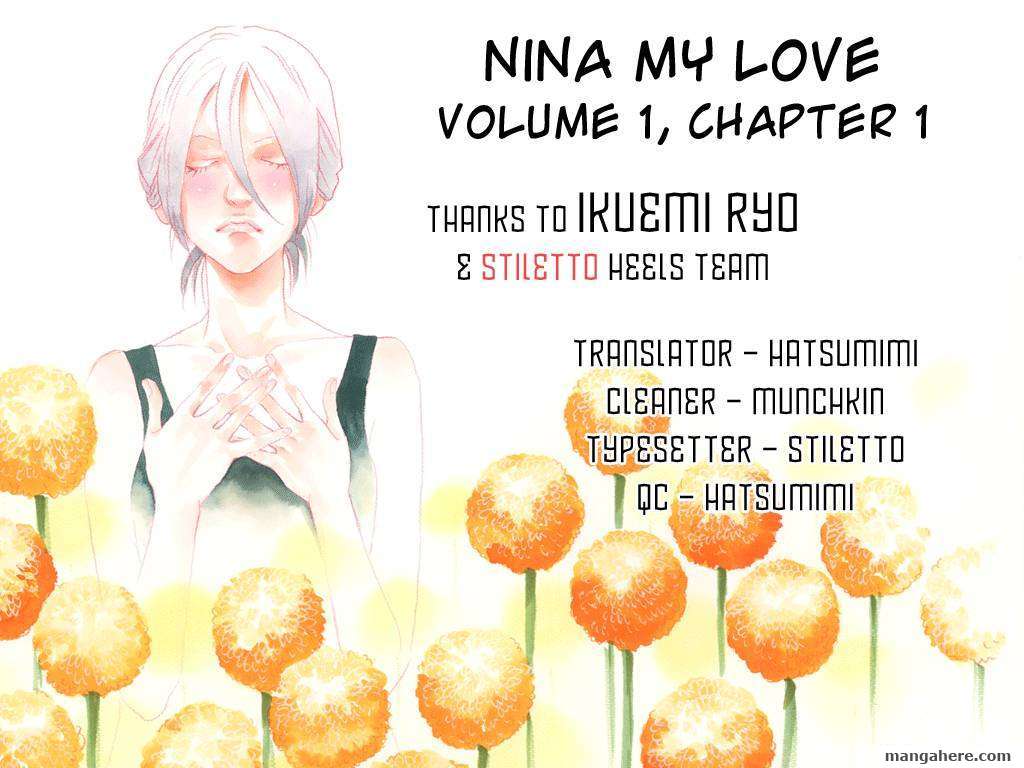 NINA MY LOVE
VOLUME 1, CHAPTER 1
THANKS TO IKUEMI RYO
& STILETTO HEELS TEAM
TRANSLATOR – HATSUMIMI
CLEANER – MUNCHKIN
TYPESETTER – STILETTO
QC – HATSUMIMI
mangahere.com